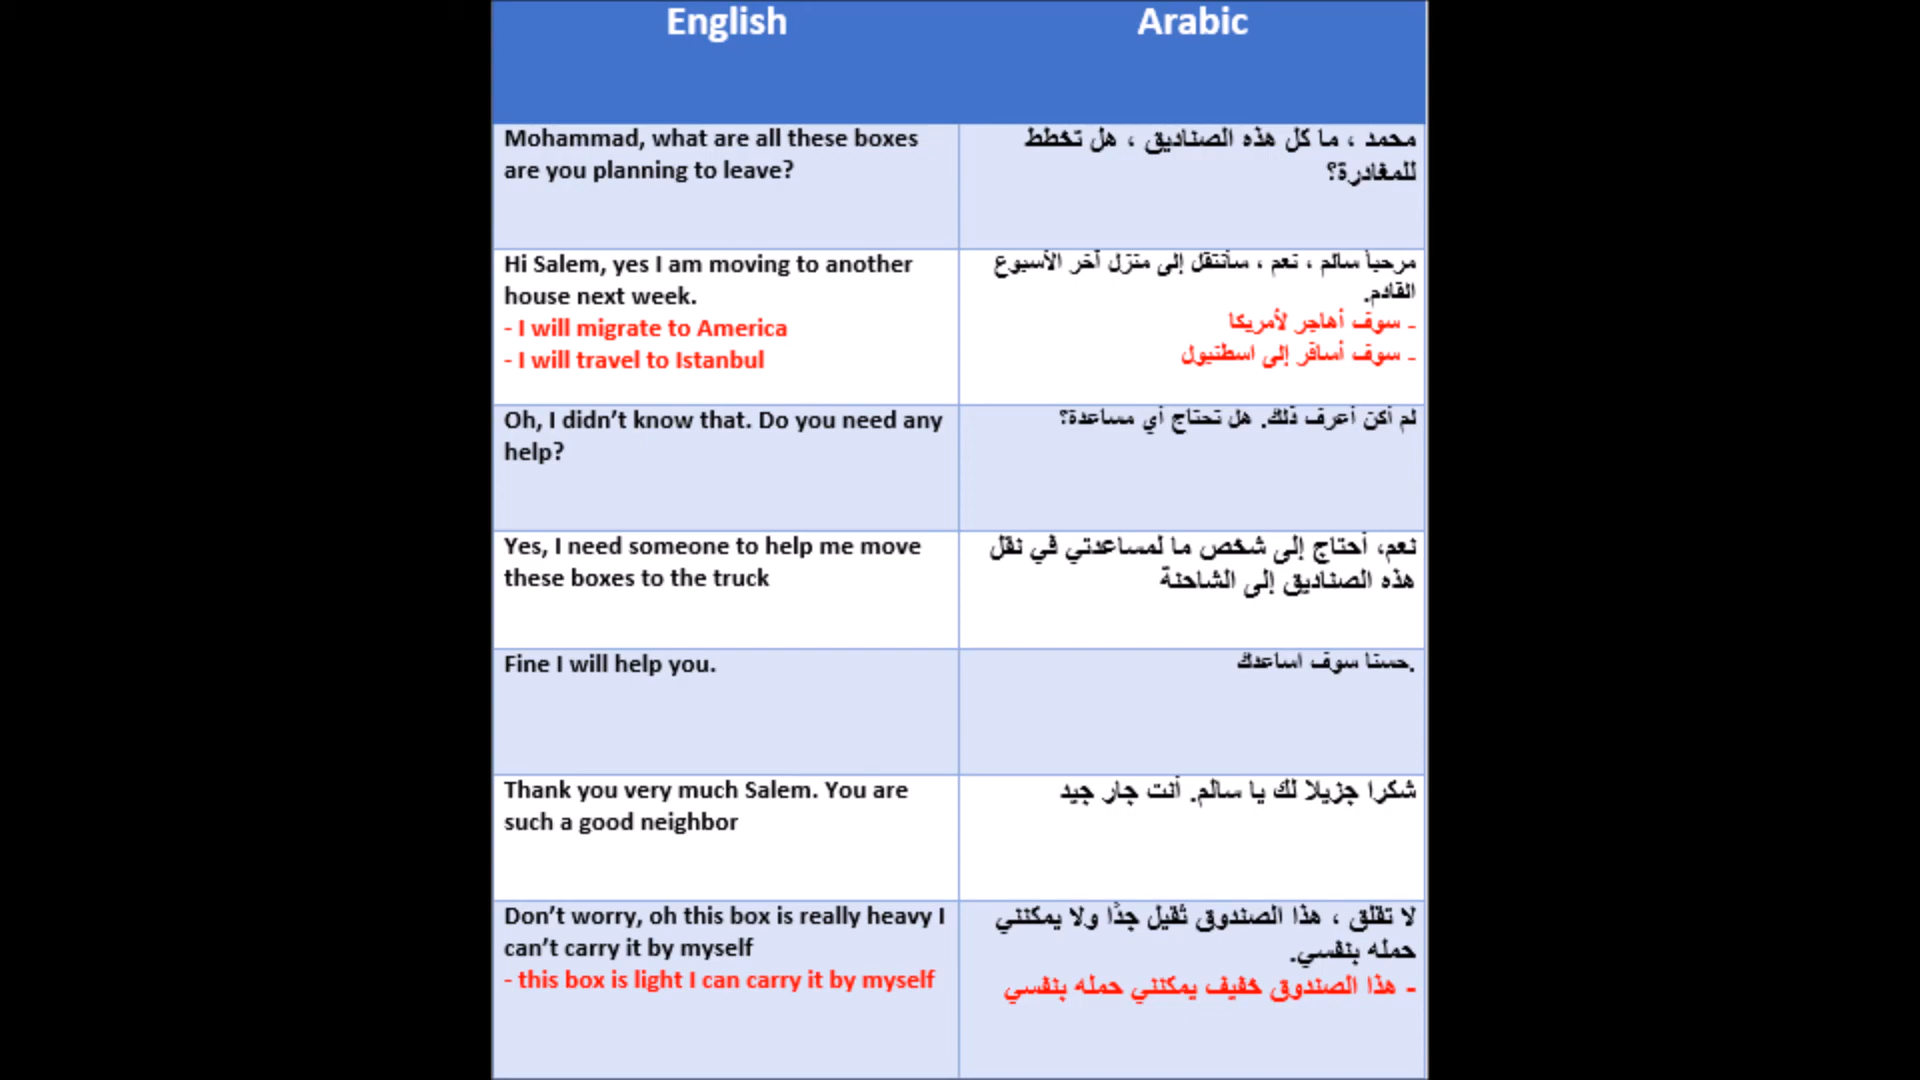 English
Arabic
Mohammad, what are all these boxes
are you planning to leave?
محمد ، ما كل هذه الصناديق ، هل تخطط
للمغادرة؟
Hi Salem, yes I am moving to another
house next week.
- I will migrate to America
- I will travel to Istanbul
مرحباً سالم ، نعم ، سأنتقل إلى منزل آخر الأسبوع
القادم.
- سوف أهاجر لأمريكا
- سوف أسافر إلى اسطنبول
Oh, I didn’t know that. Do you need any
help?
لم أكن أعرف ذلك. هل تحتاج أي مساعدة؟
Yes, I need someone to help me move
these boxes to the truck
نعم، أحتاج إلى شخص ما لمساعدتي في نقل
هذه الصناديق إلى الشاحنة
Fine I will help you.
.حسنا سوف اساعدك
Thank you very much Salem. You are
such a good neighbor
شكرا جزيلا لك يا سالم. أنت جار جيد
Don’t worry, oh this box is really heavy I
can’t carry it by myself
- this box is light I can carry it by myself
لا تقلق ، هذا الصندوق ثقيل جدًا ولا يمكنني
حمله بنفسي.
- هذا الصندوق خفيف يمكنني حمله بنفسي